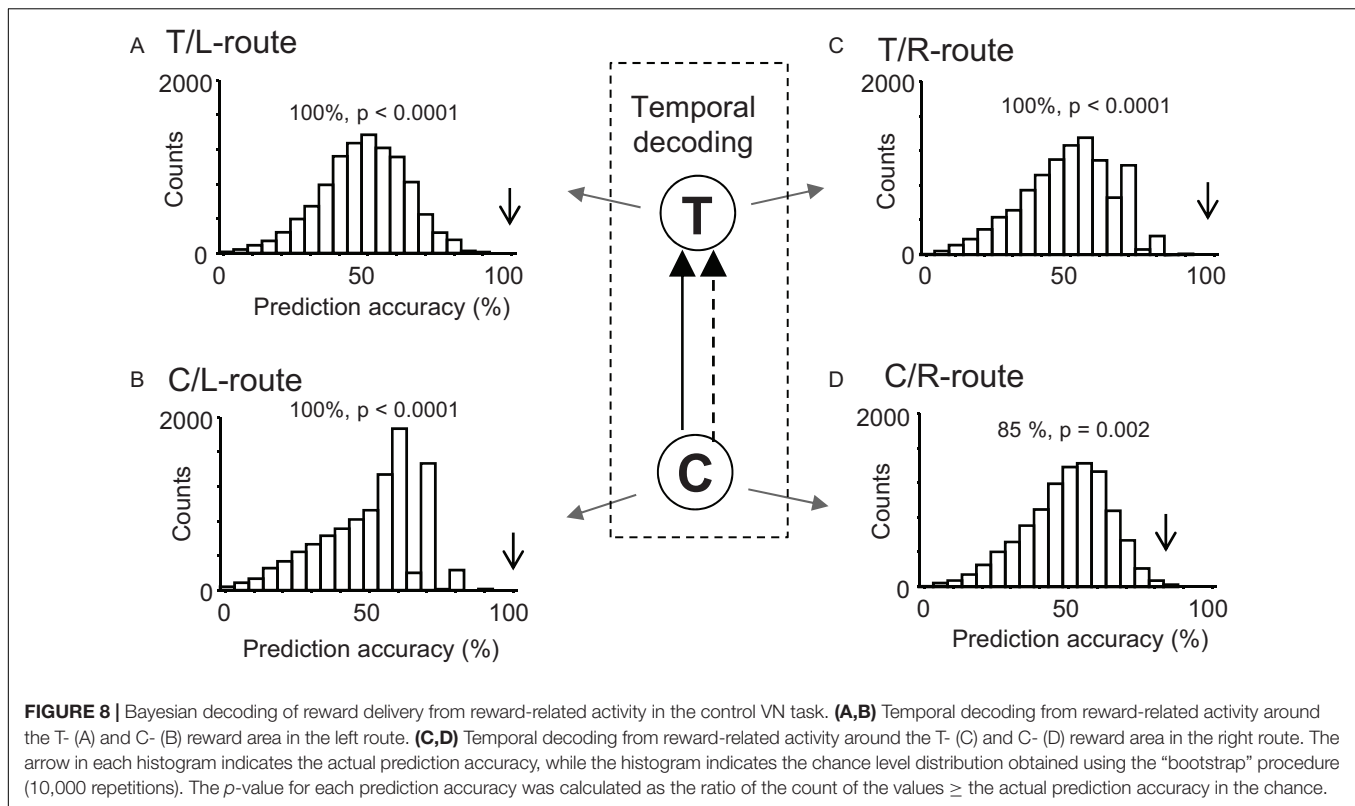 A T/L-route
2000
100%, p < 0.0001
Counts
0
0 50 100
Prediction accuracy (%)
B C/L-route
2000
100%, p < 0.0001
Counts
0
0 50 100
Prediction accuracy (%)
Temporal
decoding
T
C
C T/R-route
2000
100%, p < 0.0001
Counts
0
0 50 100
D C/R-route
2000
85 %, p = 0.002
Counts
0
0 50 100
Prediction accuracy (%)
FIGURE 8 | Bayesian decoding of reward delivery from reward-related activity in the control VN task. (A,B) Temporal decoding from reward-related activity around
the T- (A) and C- (B) reward area in the left route. (C,D) Temporal decoding from reward-related activity around the T- (C) and C- (D) reward area in the right route. The
arrow in each histogram indicates the actual prediction accuracy, while the histogram indicates the chance level distribution obtained using the “bootstrap” procedure
(10,000 repetitions). The p-value for each prediction accuracy was calculated as the ratio of the count of the values ≥ the actual prediction accuracy in the chance.